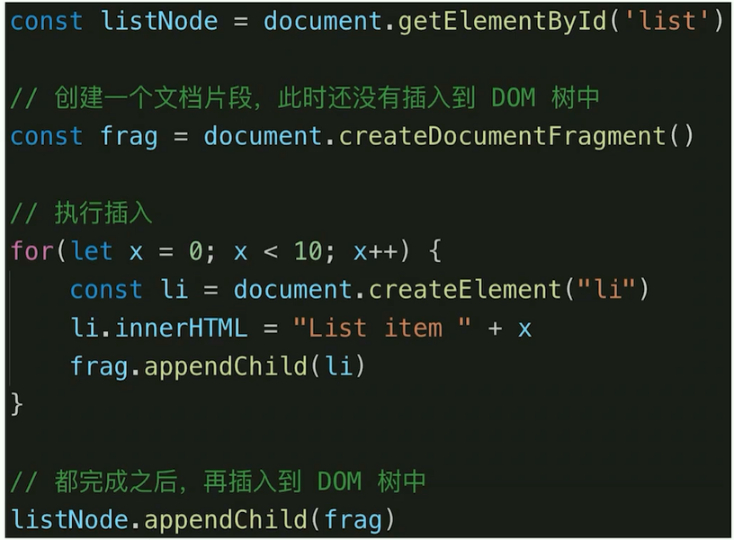 const listNode = document.getElementById('list')
// 创建一个文档片段，此时还没有插入到 DOM 树中
const frag = document.createDocumentFragment()
// 执行插入
for(let x = 0; x < 10; x++) {
    const li = document.createElement("li")
    li.innerHTML = "List item " + x
    frag.appendChild(li)
}
// 都完成之后，再插入到 DOM 树中
listNode.appendChild(frag)